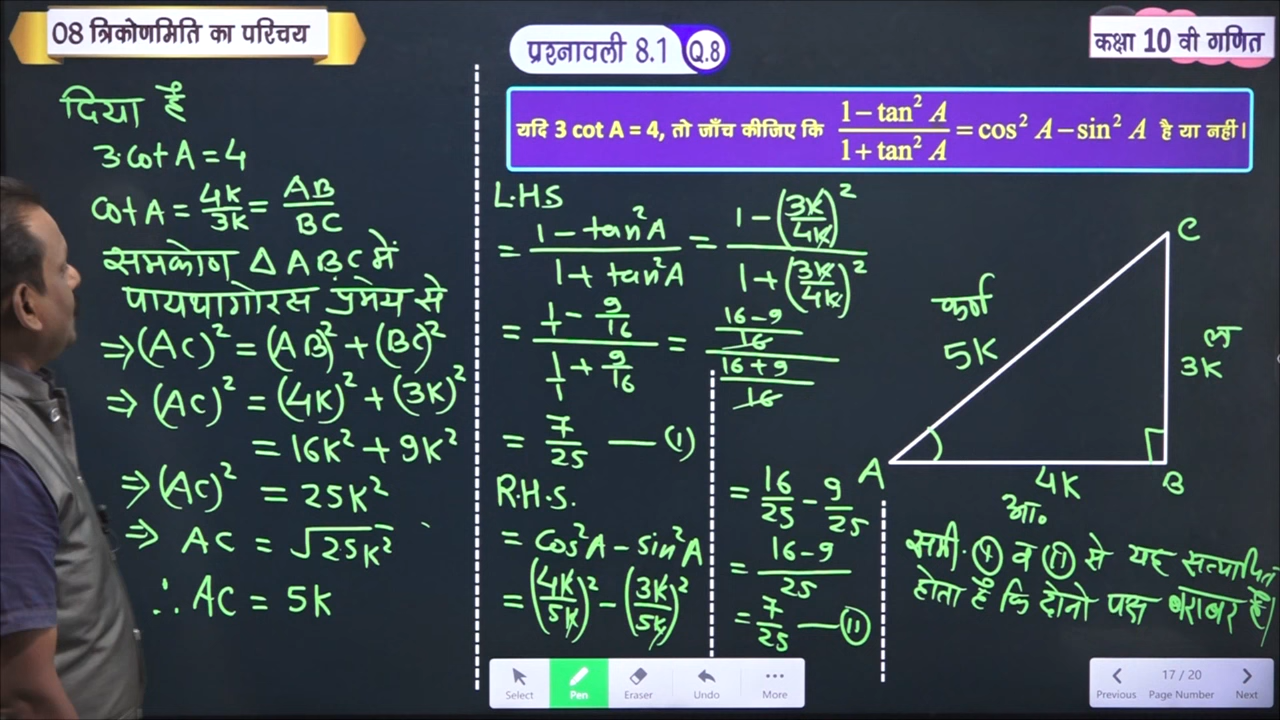 08 त्रिकोणमिति का परिचय
प्रश्नावली 8.1 Q.8
कक्षा 10 वी गणित
यदि 3 cot A = 4, तो जाँच कीजिए कि (1 − tan² A)/(1 + tan² A) = cos² A − sin² A है या नहीं।
दिया है
3 cot A = 4
cot A = 4K/3K = AB/BC
समकोण △ ABC में
पायथागोरस प्रमेय से
⇒ (AC)² = (AB)² + (BC)²
⇒ (AC)² = (4K)² + (3K)²
= 16K² + 9K²
⇒ (AC)² = 25K²
⇒ AC = √25K²
∴ AC = 5K
L.H.S
= (1 − tan²A)/(1 + tan²A) = (1 − (3K/4K)²)/(1 + (3K/4K)²)
= (1/1 − 9/16)/(1/1 + 9/16) = ((16 − 9)/16)/((16 + 9)/16)
= 7/25 — (I)
R.H.S.
= cos²A − sin²A
= (4K/5K)² − (3K/5K)²
= 16/25 − 9/25
= (16 − 9)/25
= 7/25 — (II)
C
कर्ण
5K
ल
3K
A
4K
B
आ.
समी. (I) व (II) से यह सत्यापित
होता है कि दोनो पक्ष बराबर है।
Select
Pen
Eraser
Undo
More
17 / 20
Previous
Page Number
Next